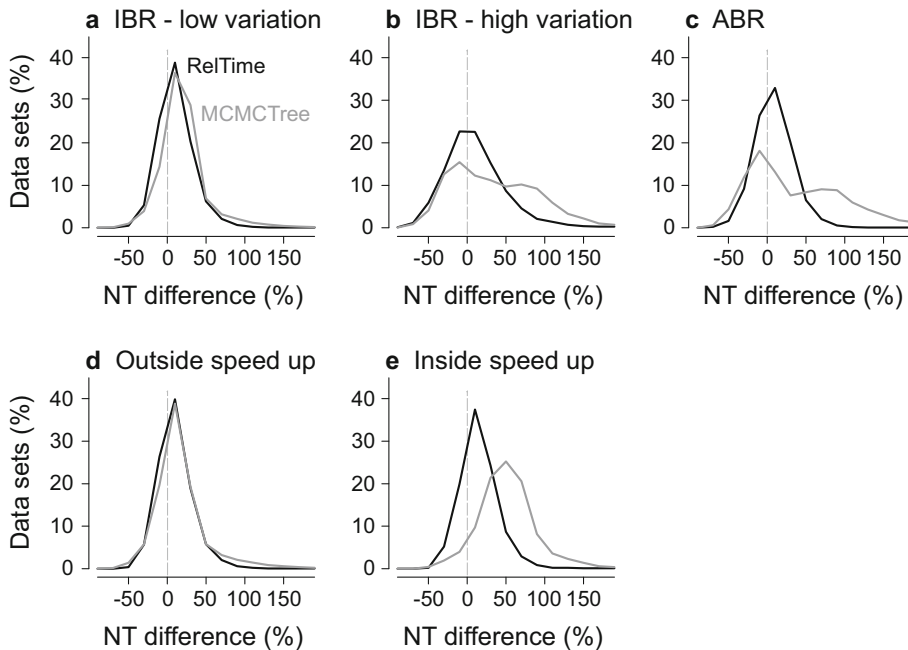 a IBR - low variation
b IBR - high variation
c ABR
Data sets (%)
40
30
20
10
0
RelTime
MCMCTree
-50 0 50 100 150
NT difference (%)
40
30
20
10
0
-50 0 50 100 150
NT difference (%)
40
30
20
10
0
-50 0 50 100 150
NT difference (%)
d Outside speed up
e Inside speed up
Data sets (%)
40
30
20
10
0
-50 0 50 100 150
NT difference (%)
40
30
20
10
0
-50 0 50 100 150
NT difference (%)